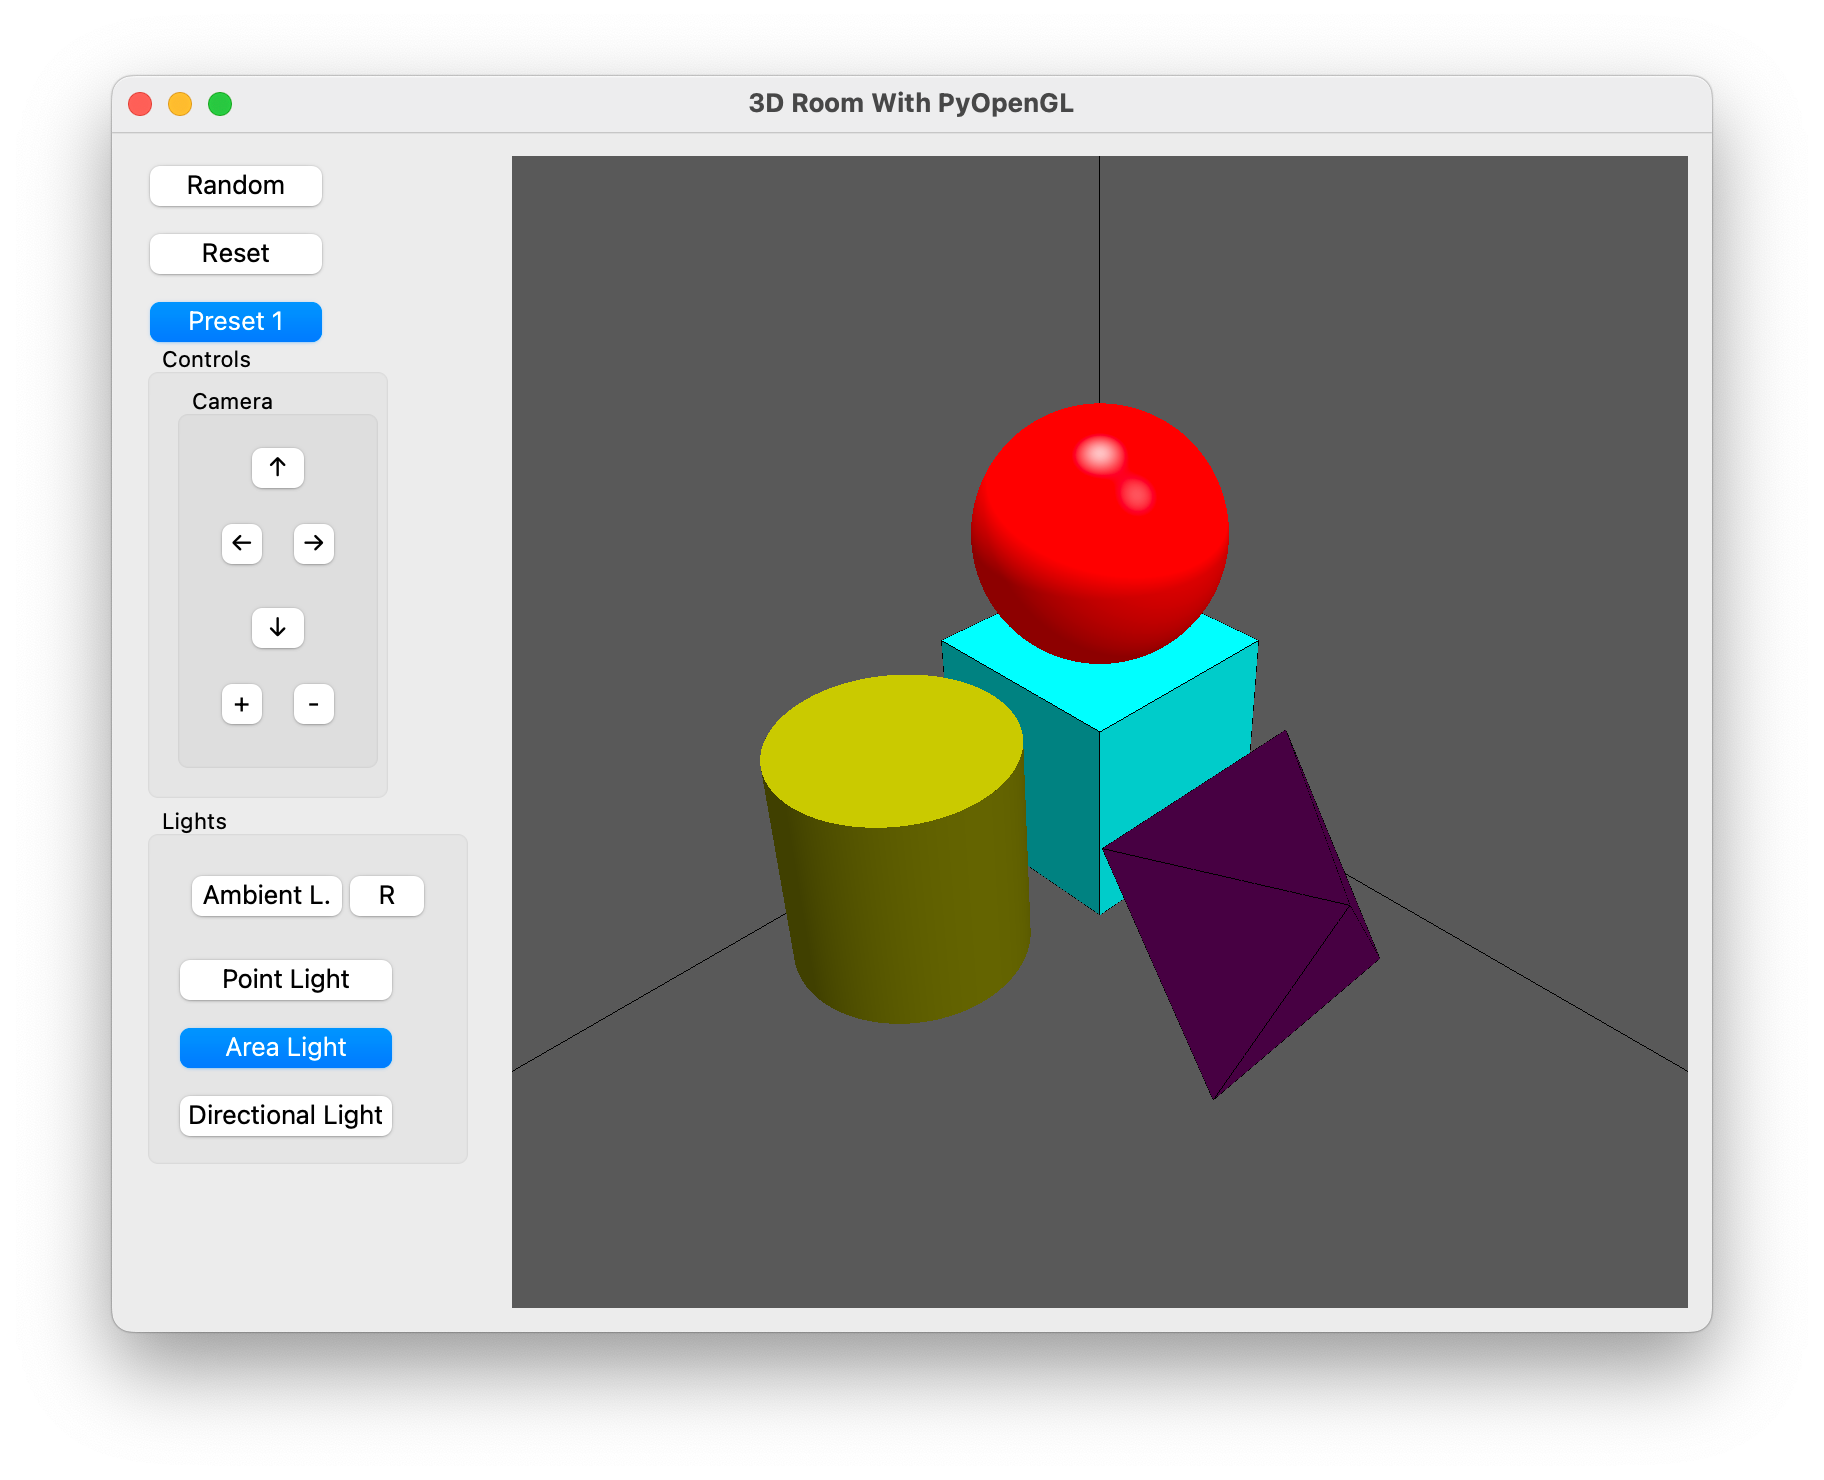 3D Room With PyOpenGL
Random
Reset
Preset 1
Controls
Camera
↑
← →
↓
+ -
Lights
Ambient L. R
Point Light
Area Light
Directional Light